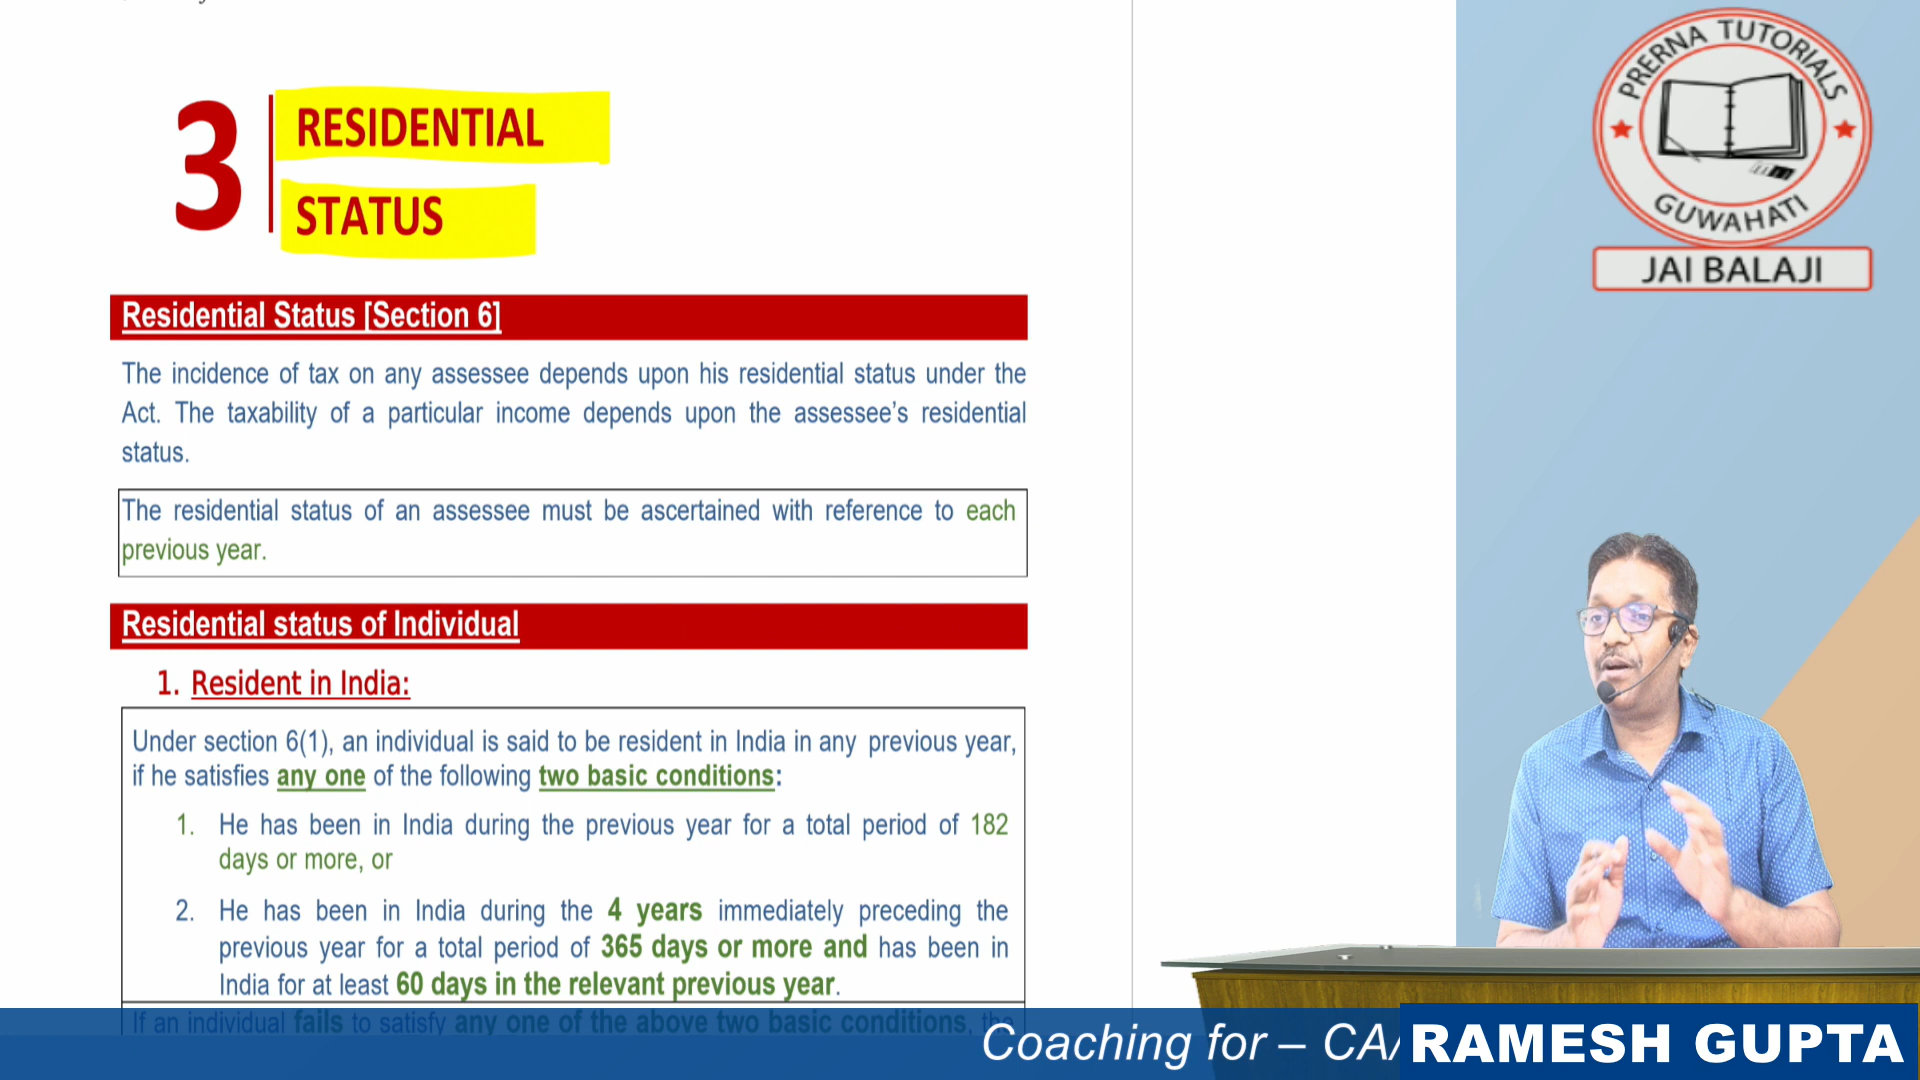 3
RESIDENTIAL
STATUS
Residential Status [Section 6]
The incidence of tax on any assessee depends upon his residential status under the
Act. The taxability of a particular income depends upon the assessee’s residential
status.
The residential status of an assessee must be ascertained with reference to each
previous year.
Residential status of Individual
1. Resident in India:
Under section 6(1), an individual is said to be resident in India in any previous year,
if he satisfies any one of the following two basic conditions:
1. He has been in India during the previous year for a total period of 182
days or more, or
2. He has been in India during the 4 years immediately preceding the
previous year for a total period of 365 days or more and has been in
India for at least 60 days in the relevant previous year.
If an individual fails to satisfy any one of the above two basic conditions, the
PRERNA TUTORIALS
GUWAHATI
JAI BALAJI
Coaching for – CA/
RAMESH GUPTA